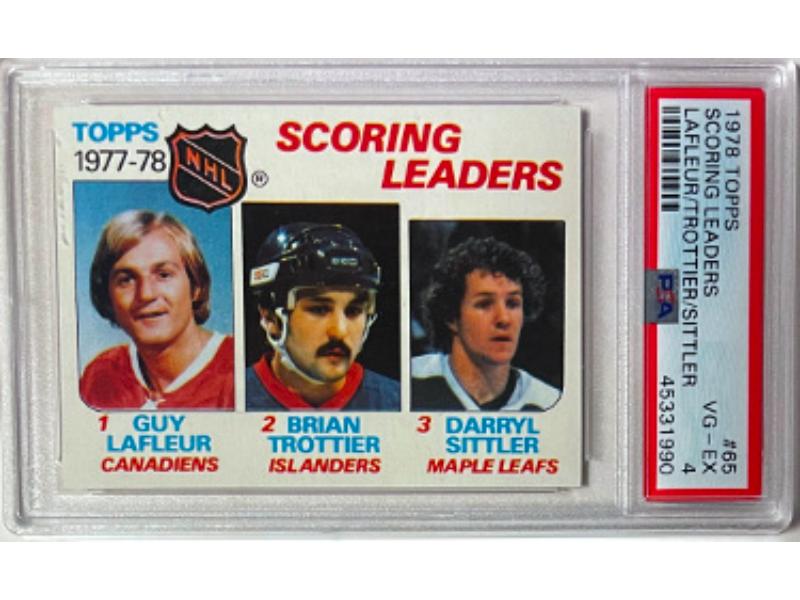 TOPPS
1977-78
NHL
®
SCORING
LEADERS
1 GUY
LAFLEUR
CANADIENS
2 BRIAN
TROTTIER
ISLANDERS
3 DARRYL
SITTLER
MAPLE LEAFS
1978 TOPPS #65
SCORING LEADERS VG-EX
LAFLEUR/TROTTIER/SITTLER 4
PSA 45331990